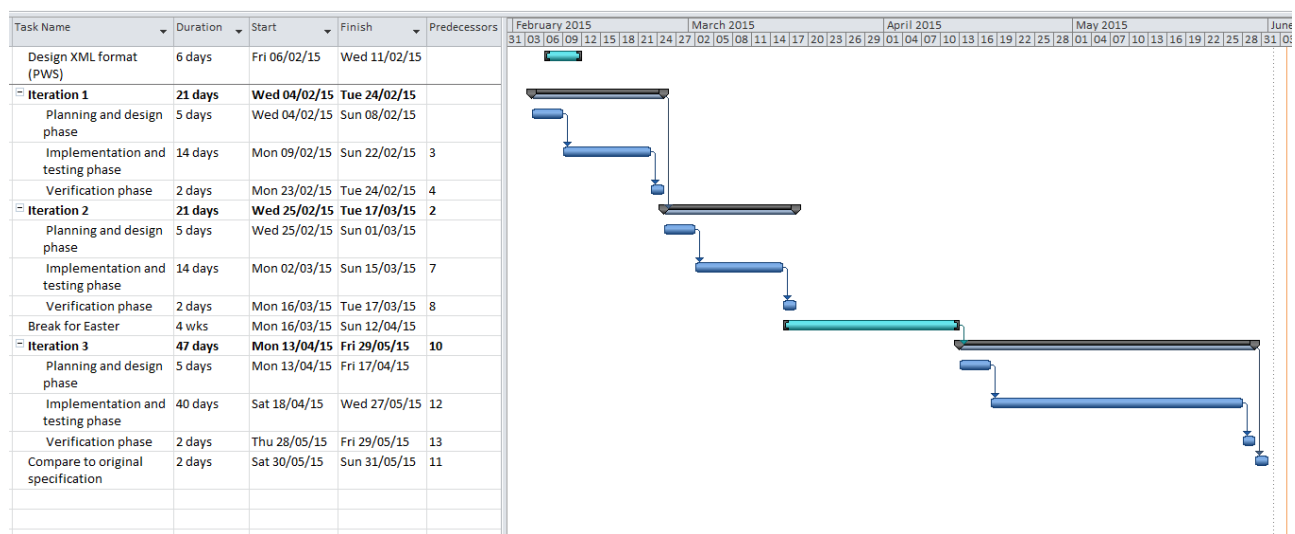 Task Name Duration Start Finish Predecessors February 2015 March 2015 April 2015 May 2015 June
31 03 06 09 12 15 18 21 24 27 02 05 08 11 14 17 20 23 26 29 01 04 07 10 13 16 19 22 25 28 01 04 07 10 13 16 19 22 25 28 31 03
Design XML format 6 days Fri 06/02/15 Wed 11/02/15
(PWS)
Iteration 1 21 days Wed 04/02/15 Tue 24/02/15
Planning and design 5 days Wed 04/02/15 Sun 08/02/15
phase
Implementation and 14 days Mon 09/02/15 Sun 22/02/15 3
testing phase
Verification phase 2 days Mon 23/02/15 Tue 24/02/15 4
Iteration 2 21 days Wed 25/02/15 Tue 17/03/15 2
Planning and design 5 days Wed 25/02/15 Sun 01/03/15
phase
Implementation and 14 days Mon 02/03/15 Sun 15/03/15 7
testing phase
Verification phase 2 days Mon 16/03/15 Tue 17/03/15 8
Break for Easter 4 wks Mon 16/03/15 Sun 12/04/15
Iteration 3 47 days Mon 13/04/15 Fri 29/05/15 10
Planning and design 5 days Mon 13/04/15 Fri 17/04/15
phase
Implementation and 40 days Sat 18/04/15 Wed 27/05/15 12
testing phase
Verification phase 2 days Thu 28/05/15 Fri 29/05/15 13
Compare to original 2 days Sat 30/05/15 Sun 31/05/15 11
specification